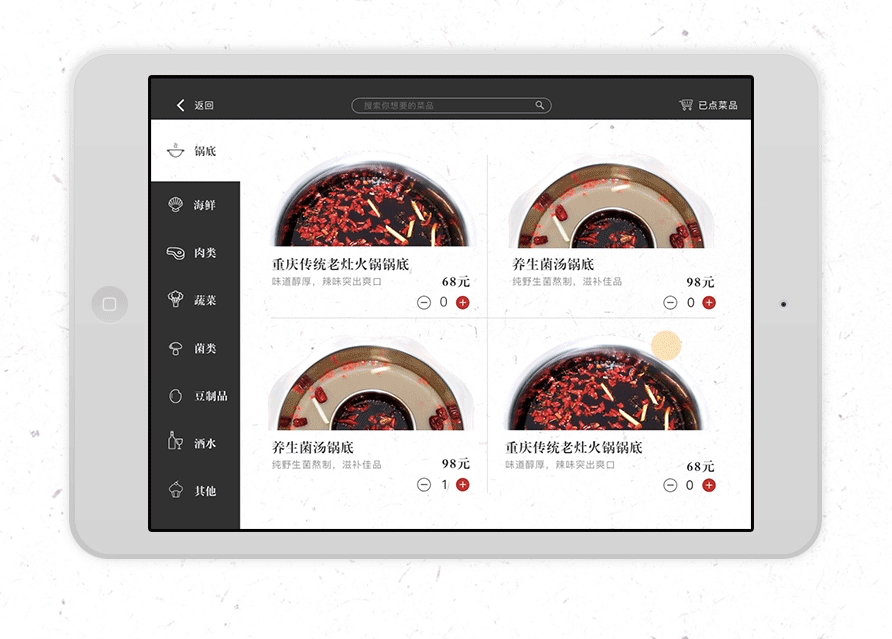 返回
搜索你想要的菜品
已点菜品
锅底
海鲜
肉类
蔬菜
菌类
豆制品
酒水
其他
重庆传统老灶火锅锅底
味道醇厚，辣味突出爽口
68元
0
养生菌汤锅底
纯野生菌熬制，滋补佳品
98元
0
养生菌汤锅底
纯野生菌熬制，滋补佳品
98元
1
重庆传统老灶火锅锅底
味道醇厚，辣味突出爽口
68元
0